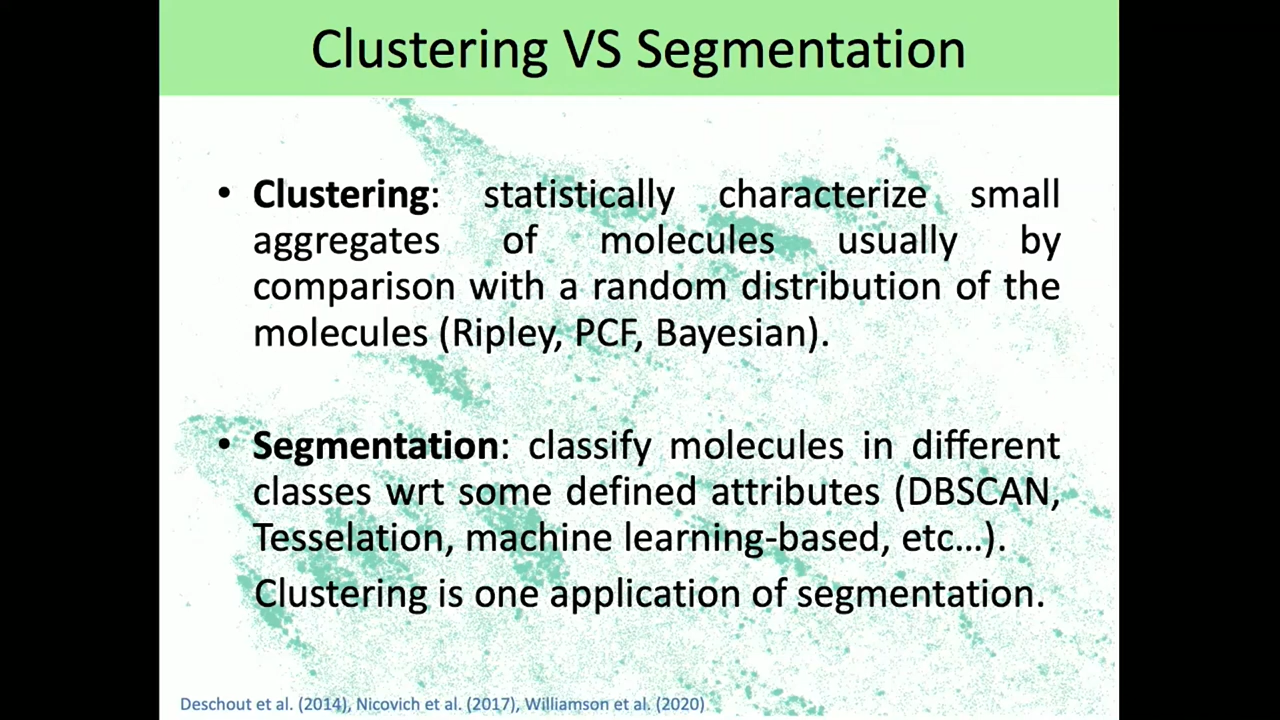 Clustering VS Segmentation
• Clustering: statistically characterize small
aggregates of molecules usually by
comparison with a random distribution of the
molecules (Ripley, PCF, Bayesian).
• Segmentation: classify molecules in different
classes wrt some defined attributes (DBSCAN,
Tesselation, machine learning-based, etc...).
Clustering is one application of segmentation.
Deschout et al. (2014), Nicovich et al. (2017), Williamson et al. (2020)